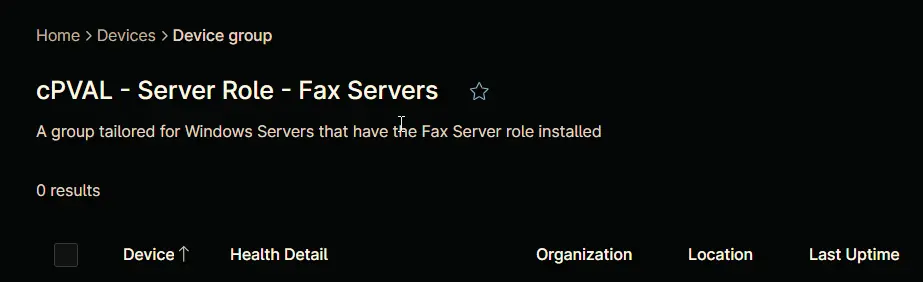 Home > Devices > Device group
cPVAL - Server Role - Fax Servers
A group tailored for Windows Servers that have the Fax Server role installed
0 results
Device ↑ Health Detail Organization Location Last Uptime